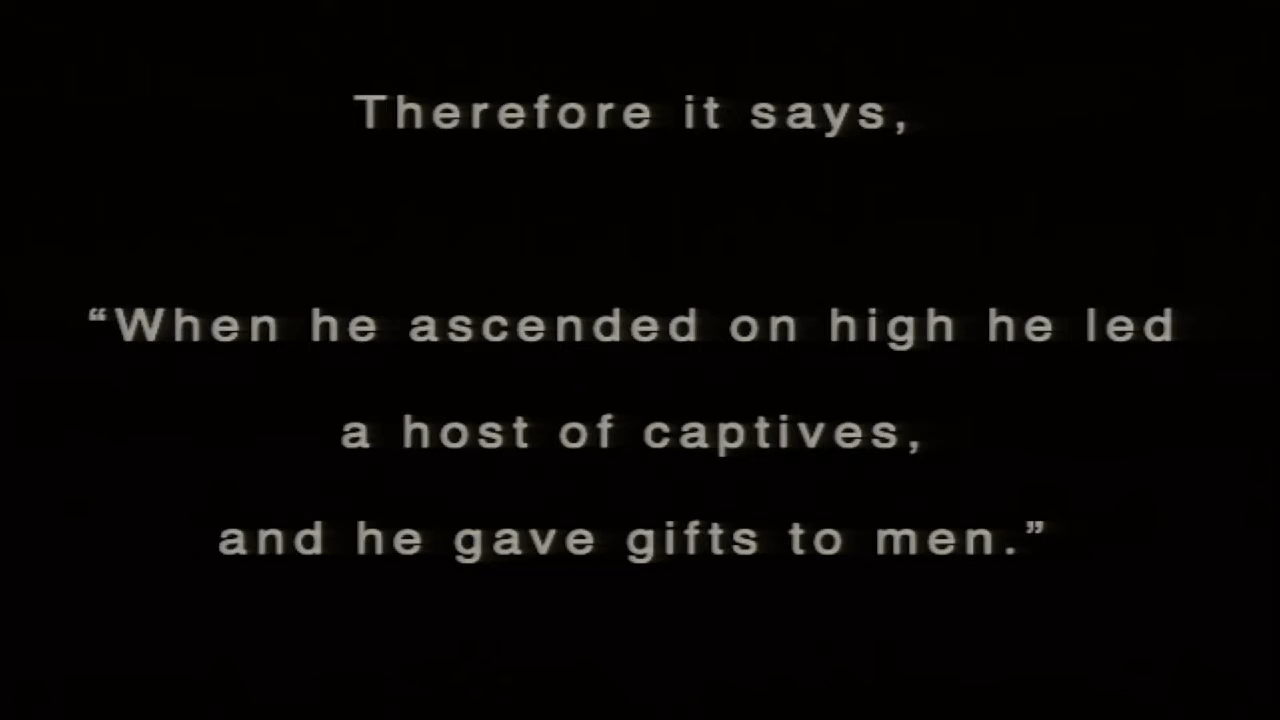 Therefore it says,
“When he ascended on high he led
a host of captives,
and he gave gifts to men.”